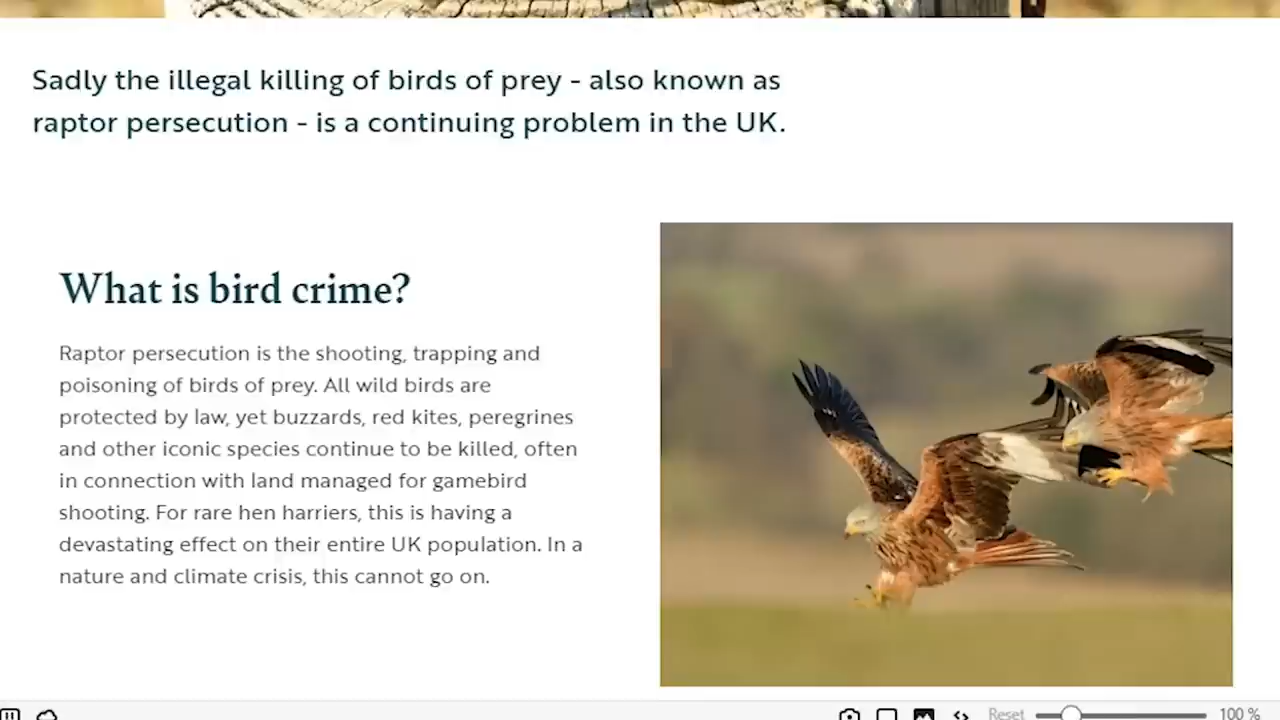 Sadly the illegal killing of birds of prey - also known as
raptor persecution - is a continuing problem in the UK.
What is bird crime?
Raptor persecution is the shooting, trapping and
poisoning of birds of prey. All wild birds are
protected by law, yet buzzards, red kites, peregrines
and other iconic species continue to be killed, often
in connection with land managed for gamebird
shooting. For rare hen harriers, this is having a
devastating effect on their entire UK population. In a
nature and climate crisis, this cannot go on.
Reset 100 %